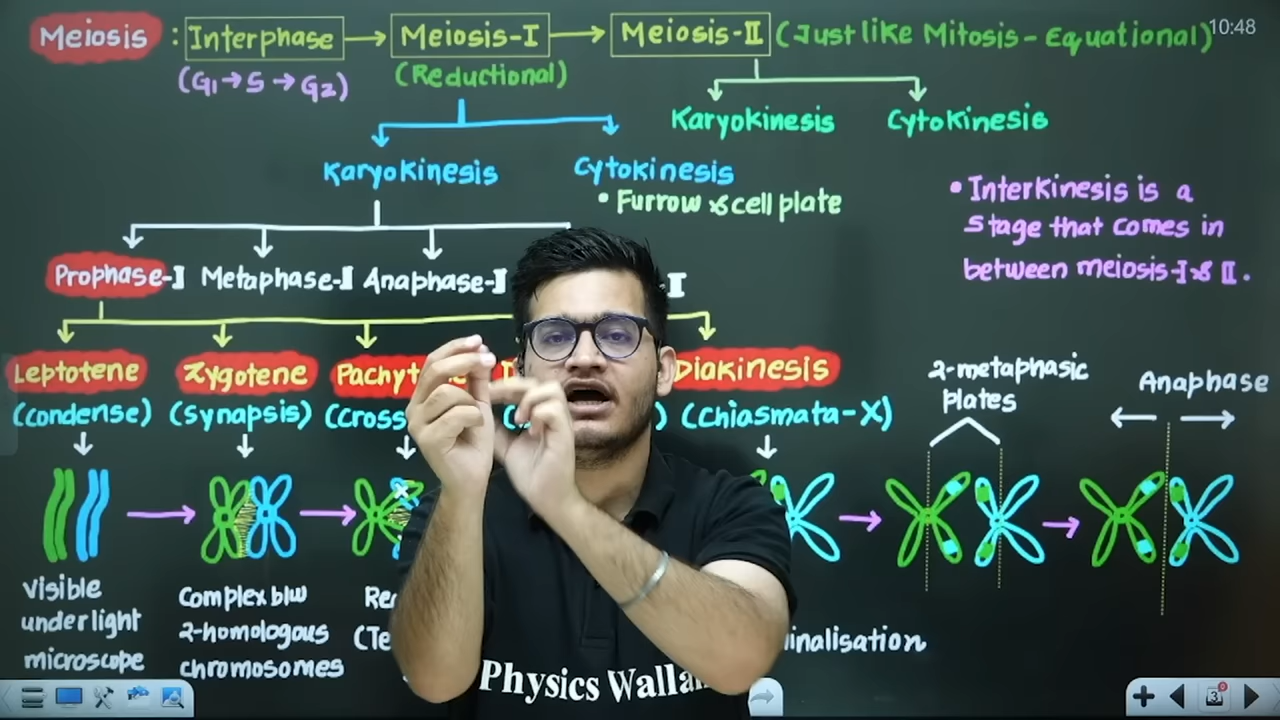 Meiosis : Interphase → Meiosis-I → Meiosis-II (Just like Mitosis - Equational)
10:48
(G1→S→G2)
(Reductional)
Karyokinesis
Cytokinesis
Karyokinesis
Cytokinesis
• Furrow & cell plate
• Interkinesis is a
stage that comes in
between meiosis-I & II.
Prophase-I
Metaphase-I
Anaphase-I
-I
Leptotene
Zygotene
Diakinesis
(condense)
(synapsis)
(Chiasmata-X)
2-metaphasic
plates
Anaphase
visible
under light
microscope
Complex b/w
2-homologous
chromosomes
3
Physics